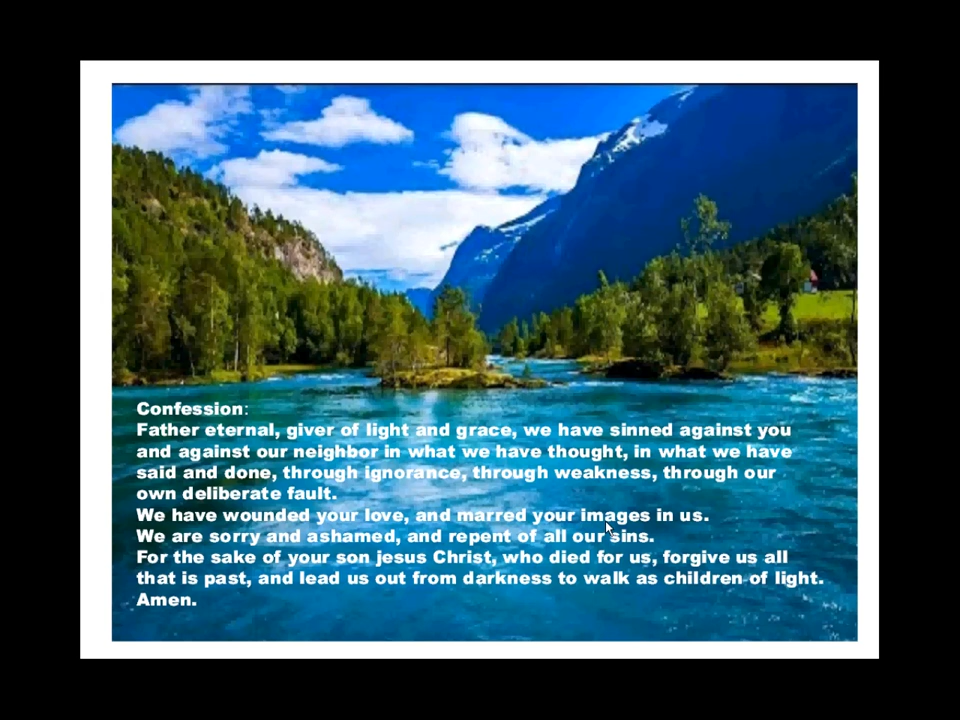 Confession:
Father eternal, giver of light and grace, we have sinned against you
and against our neighbor in what we have thought, in what we have
said and done, through ignorance, through weakness, through our
own deliberate fault.
We have wounded your love, and marred your images in us.
We are sorry and ashamed, and repent of all our sins.
For the sake of your son jesus Christ, who died for us, forgive us all
that is past, and lead us out from darkness to walk as children of light.
Amen.